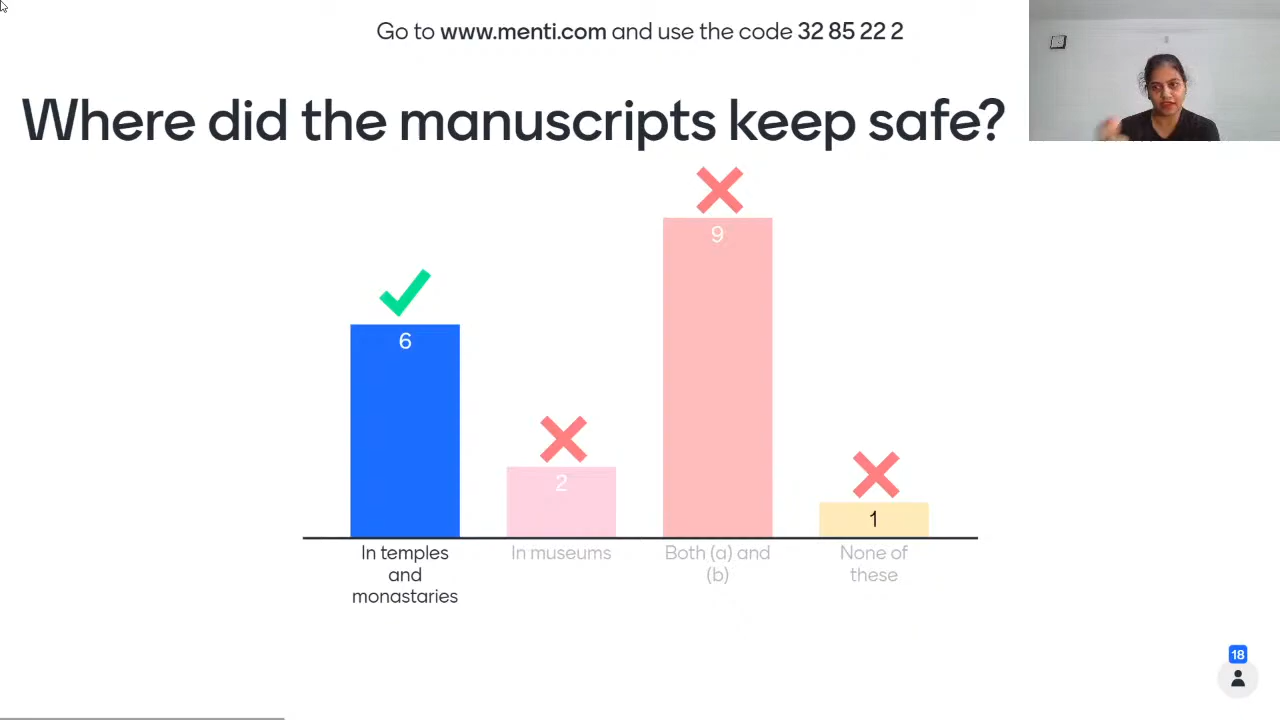 Go to www.menti.com and use the code 32 85 22 2
Where did the manuscripts keep safe?
6
2
9
1
In temples
and
monastaries
In museums
Both (a) and
(b)
None of
these
18